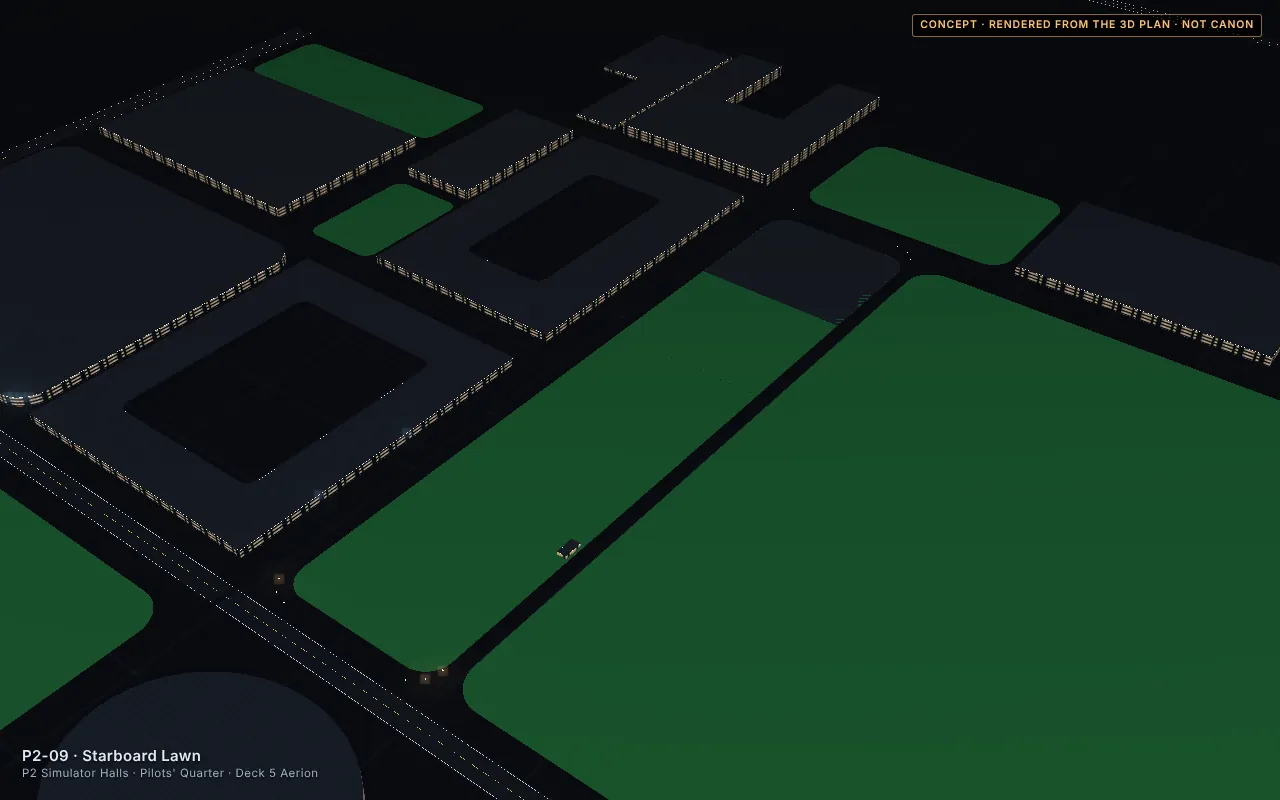 CONCEPT · RENDERED FROM THE 3D PLAN · NOT CANON
P2-09 · Starboard Lawn
P2 Simulator Halls · Pilots' Quarter · Deck 5 Aerion